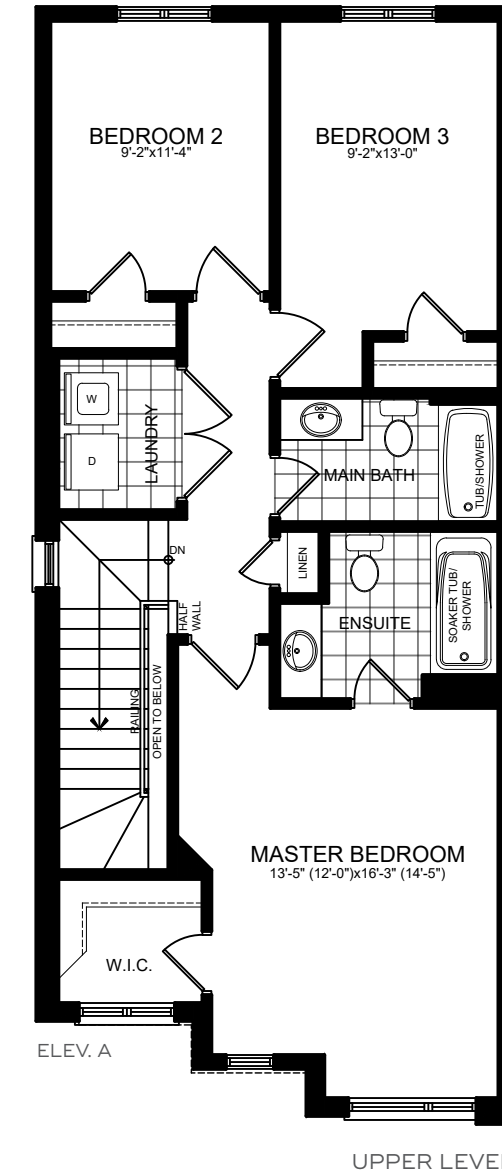 BEDROOM 2
9'-2"x11'-4"
BEDROOM 3
9'-2"x13'-0"
W
D
LAUNDRY
MAIN BATH
TUB/SHOWER
DN
LINEN
HALF
WALL
ENSUITE
SOAKER TUB/
SHOWER
RAILING
OPEN TO BELOW
MASTER BEDROOM
13'-5" (12'-0")x16'-3" (14'-5")
W.I.C.
ELEV. A
UPPER LEVE